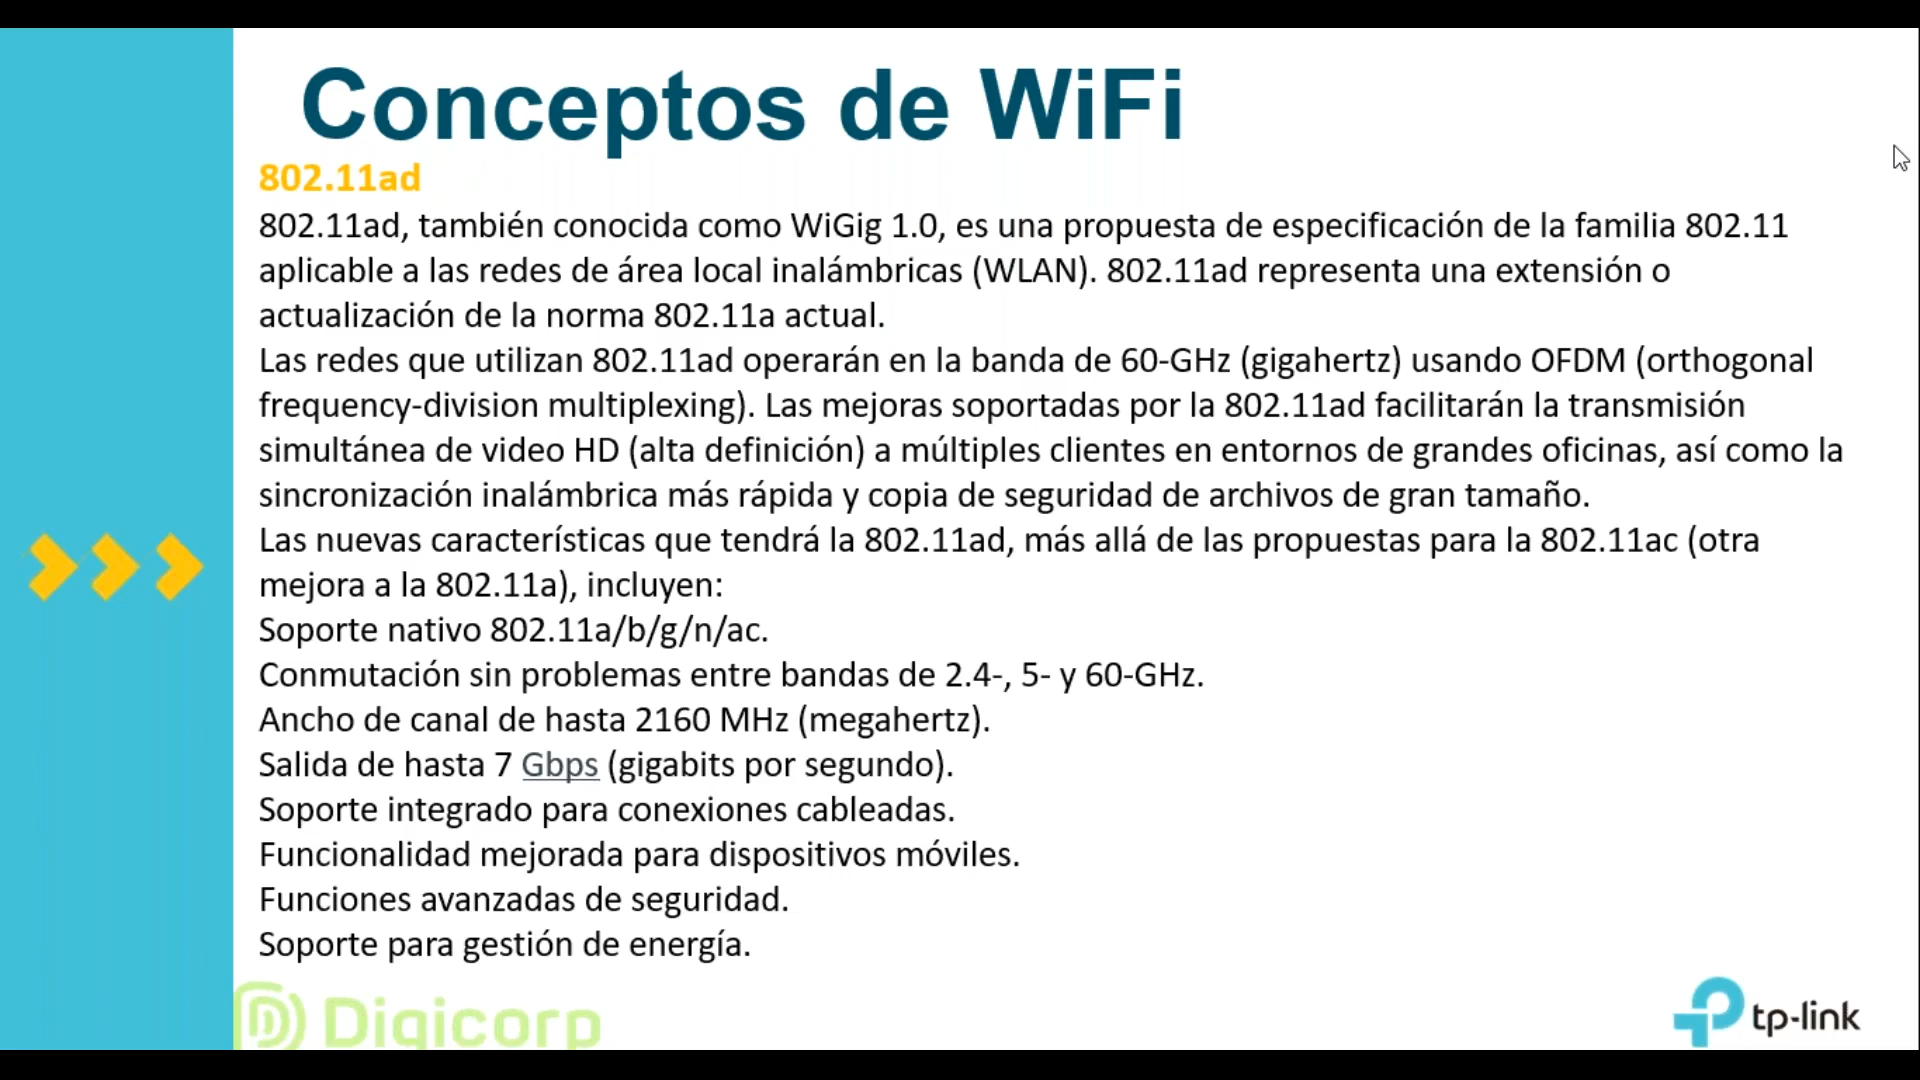 Conceptos de WiFi
802.11ad
802.11ad, también conocida como WiGig 1.0, es una propuesta de especificación de la familia 802.11
aplicable a las redes de área local inalámbricas (WLAN). 802.11ad representa una extensión o
actualización de la norma 802.11a actual.
Las redes que utilizan 802.11ad operarán en la banda de 60-GHz (gigahertz) usando OFDM (orthogonal
frequency-division multiplexing). Las mejoras soportadas por la 802.11ad facilitarán la transmisión
simultánea de video HD (alta definición) a múltiples clientes en entornos de grandes oficinas, así como la
sincronización inalámbrica más rápida y copia de seguridad de archivos de gran tamaño.
Las nuevas características que tendrá la 802.11ad, más allá de las propuestas para la 802.11ac (otra
mejora a la 802.11a), incluyen:
Soporte nativo 802.11a/b/g/n/ac.
Conmutación sin problemas entre bandas de 2.4-, 5- y 60-GHz.
Ancho de canal de hasta 2160 MHz (megahertz).
Salida de hasta 7 Gbps (gigabits por segundo).
Soporte integrado para conexiones cableadas.
Funcionalidad mejorada para dispositivos móviles.
Funciones avanzadas de seguridad.
Soporte para gestión de energía.
Digicorp
tp-link